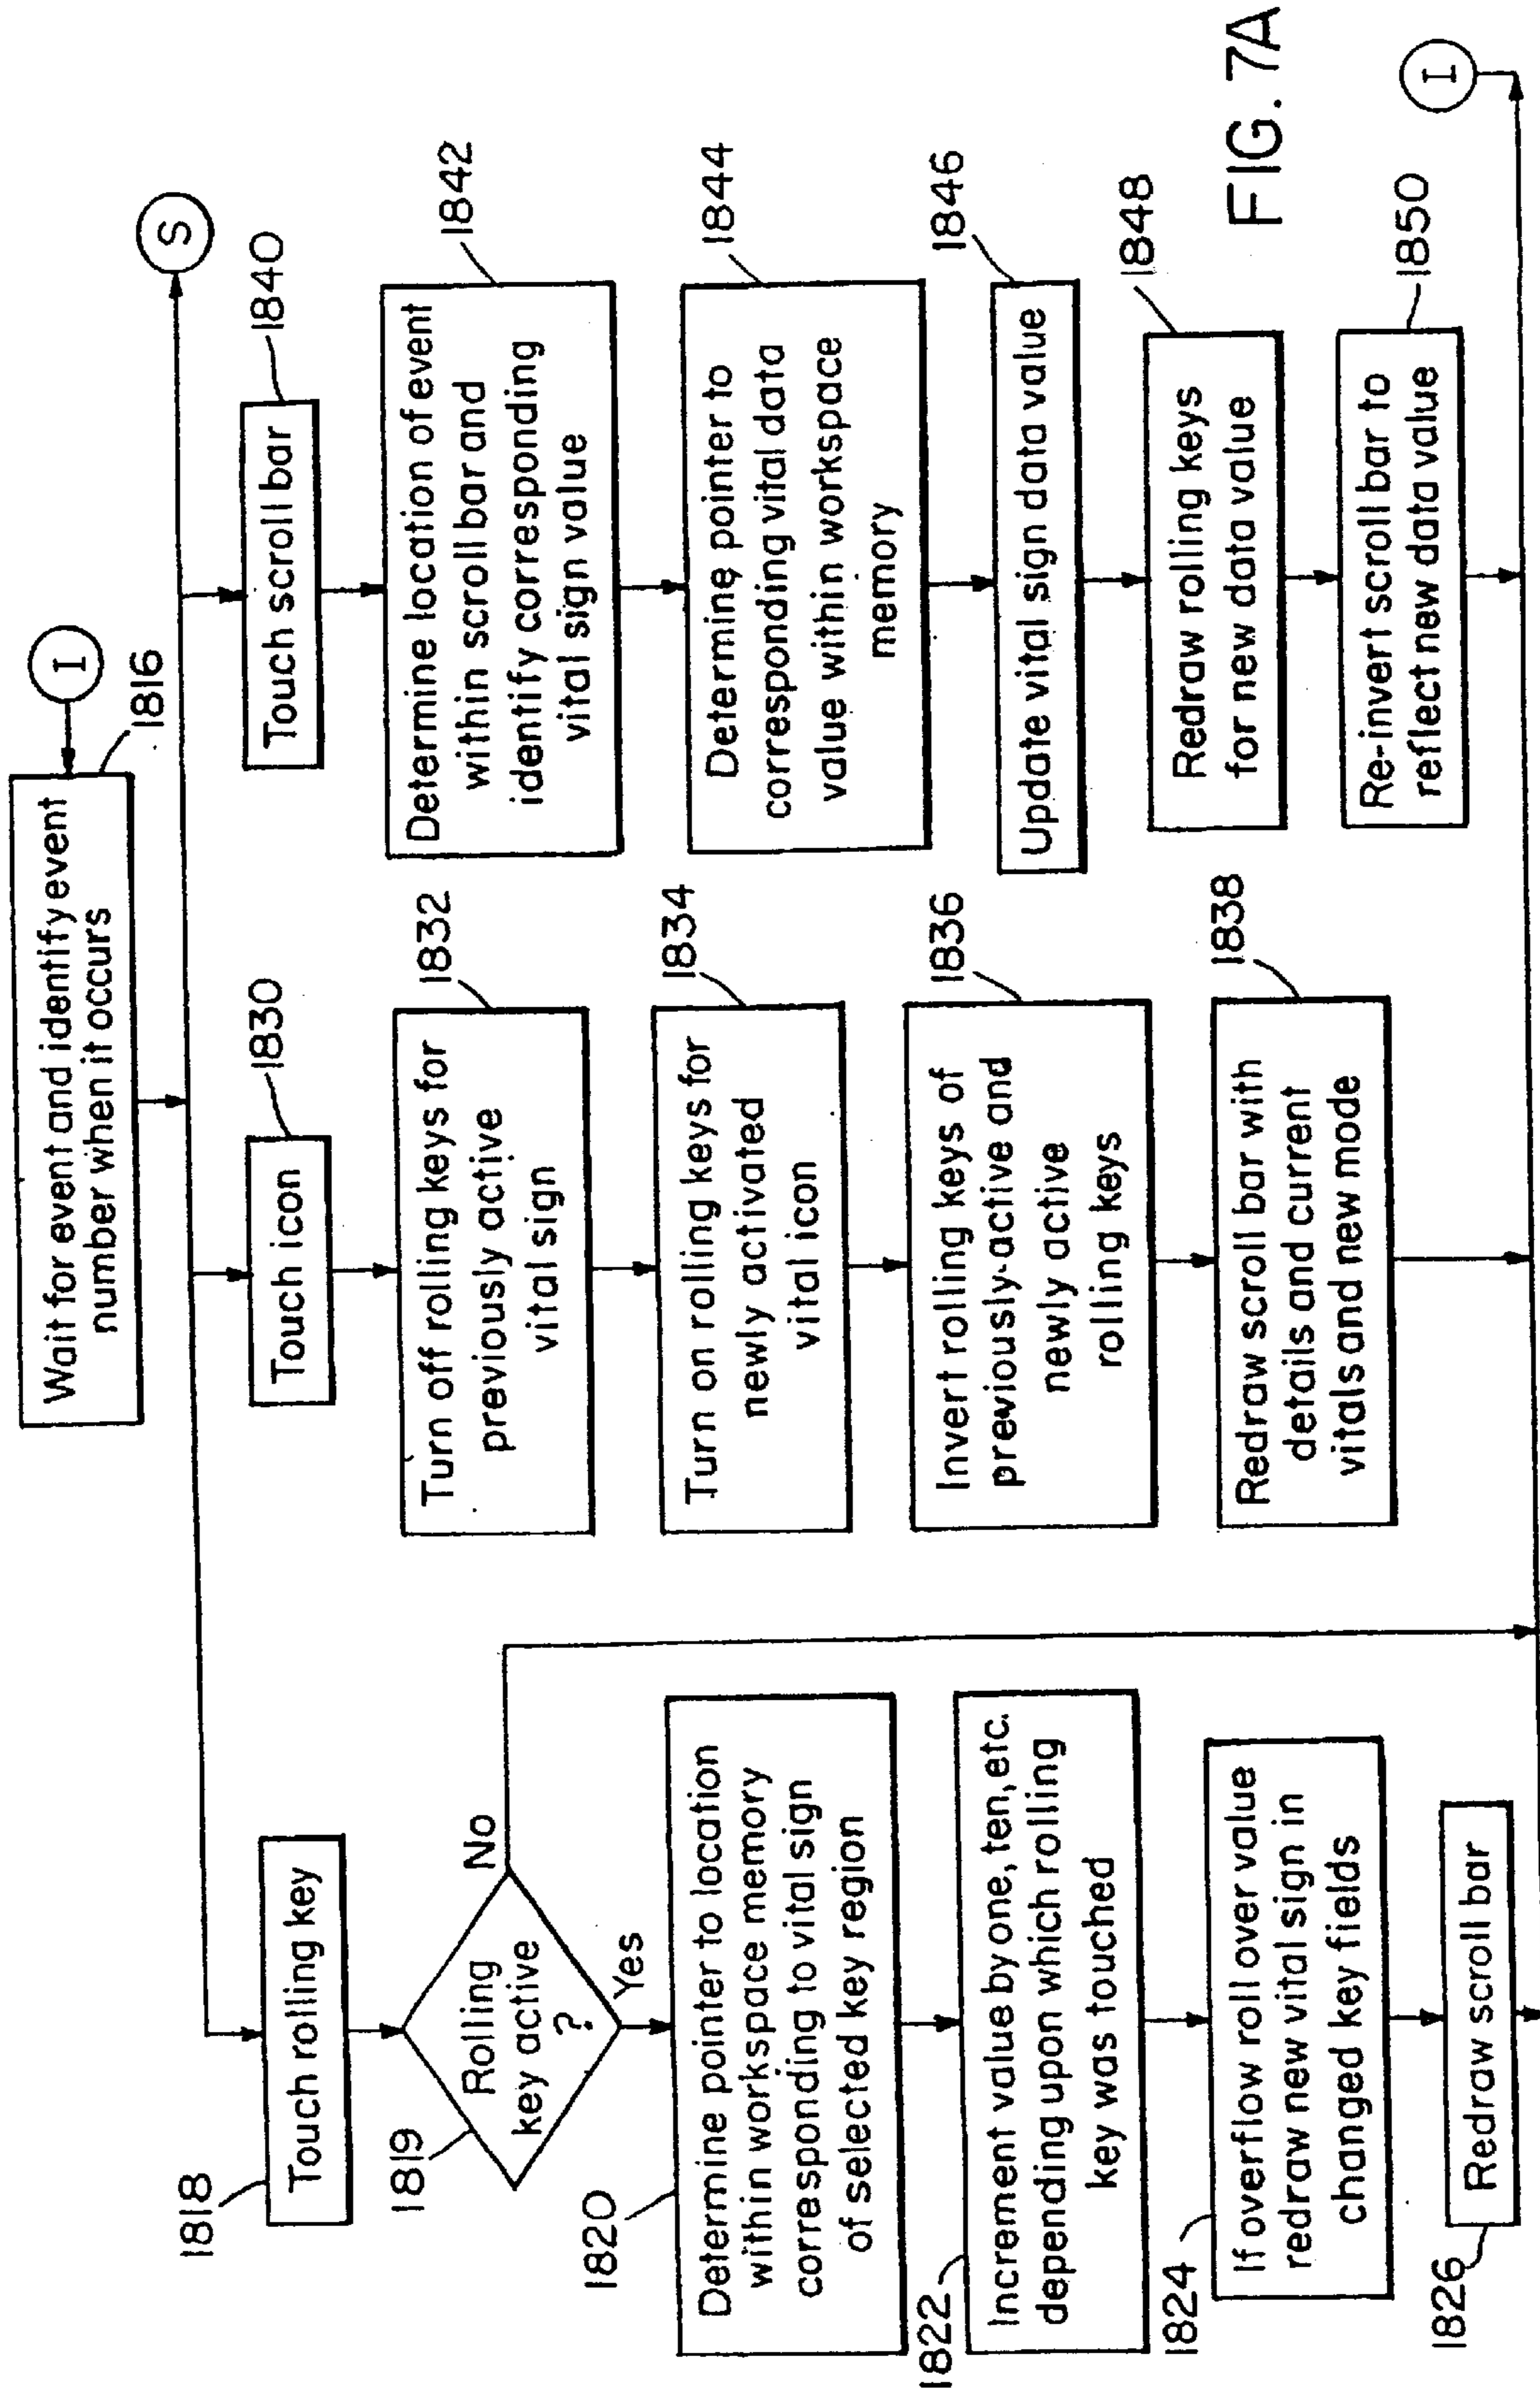 Wait for event and identify event
number when it occurs
I
1816
S
1818
Touch rolling key
1819
Rolling
key active
?
No
Yes
1820
Determine pointer to location
within workspace memory
corresponding to vital sign
of selected key region
1822
Increment value by one, ten, etc.
depending upon which rolling
key was touched
1824
If overflow roll over value
redraw new vital sign in
changed key fields
1826
Redraw scroll bar
Touch icon
1830
Turn off rolling keys for
previously active
vital sign
1832
Turn on rolling keys for
newly activated
vital icon
1834
Invert rolling keys of
previously-active and
newly active
rolling keys
1836
Redraw scroll bar with
details and current
vitals and new mode
1838
Touch scroll bar
1840
Determine location of event
within scroll bar and
identify corresponding
vital sign value
1842
Determine pointer to
corresponding vital data
value within workspace
memory
1844
Update vital sign data value
1846
Redraw rolling keys
for new data value
1848
Re-invert scroll bar to
reflect new data value
1850
I
FIG. 7A